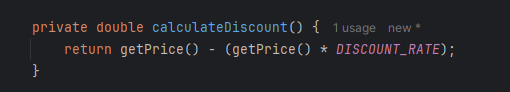 private double calculateDiscount() { 1 usage new *
return getPrice() - (getPrice() * DISCOUNT_RATE);
}